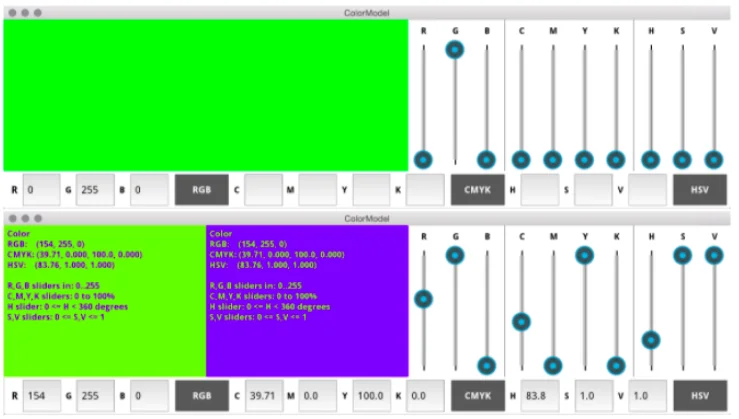 ColorModel
R G B C M Y K H S V
R 0 G 255 B 0 RGB C M Y K CMYK H S V HSV
ColorModel
R G B C M Y K H S V
Color
RGB: (154, 255, 0)
CMYK: (39.71, 0.000, 100.0, 0.000)
HSV: (83.76, 1.000, 1.000)
R,G,B sliders in: 0..255
C,M,Y,K sliders: 0 to 100%
H slider: 0 <= H < 360 degrees
S,V sliders: 0 <= S,V <= 1
Color
RGB: (154, 255, 0)
CMYK: (39.71, 0.000, 100.0, 0.000)
HSV: (83.76, 1.000, 1.000)
R,G,B sliders in: 0..255
C,M,Y,K sliders: 0 to 100%
H slider: 0 <= H < 360 degrees
S,V sliders: 0 <= S,V <= 1
R 154 G 255 B 0 RGB C 39.71 M 0.0 Y 100.0 K 0.0 CMYK H 83.8 S 1.0 V 1.0 HSV